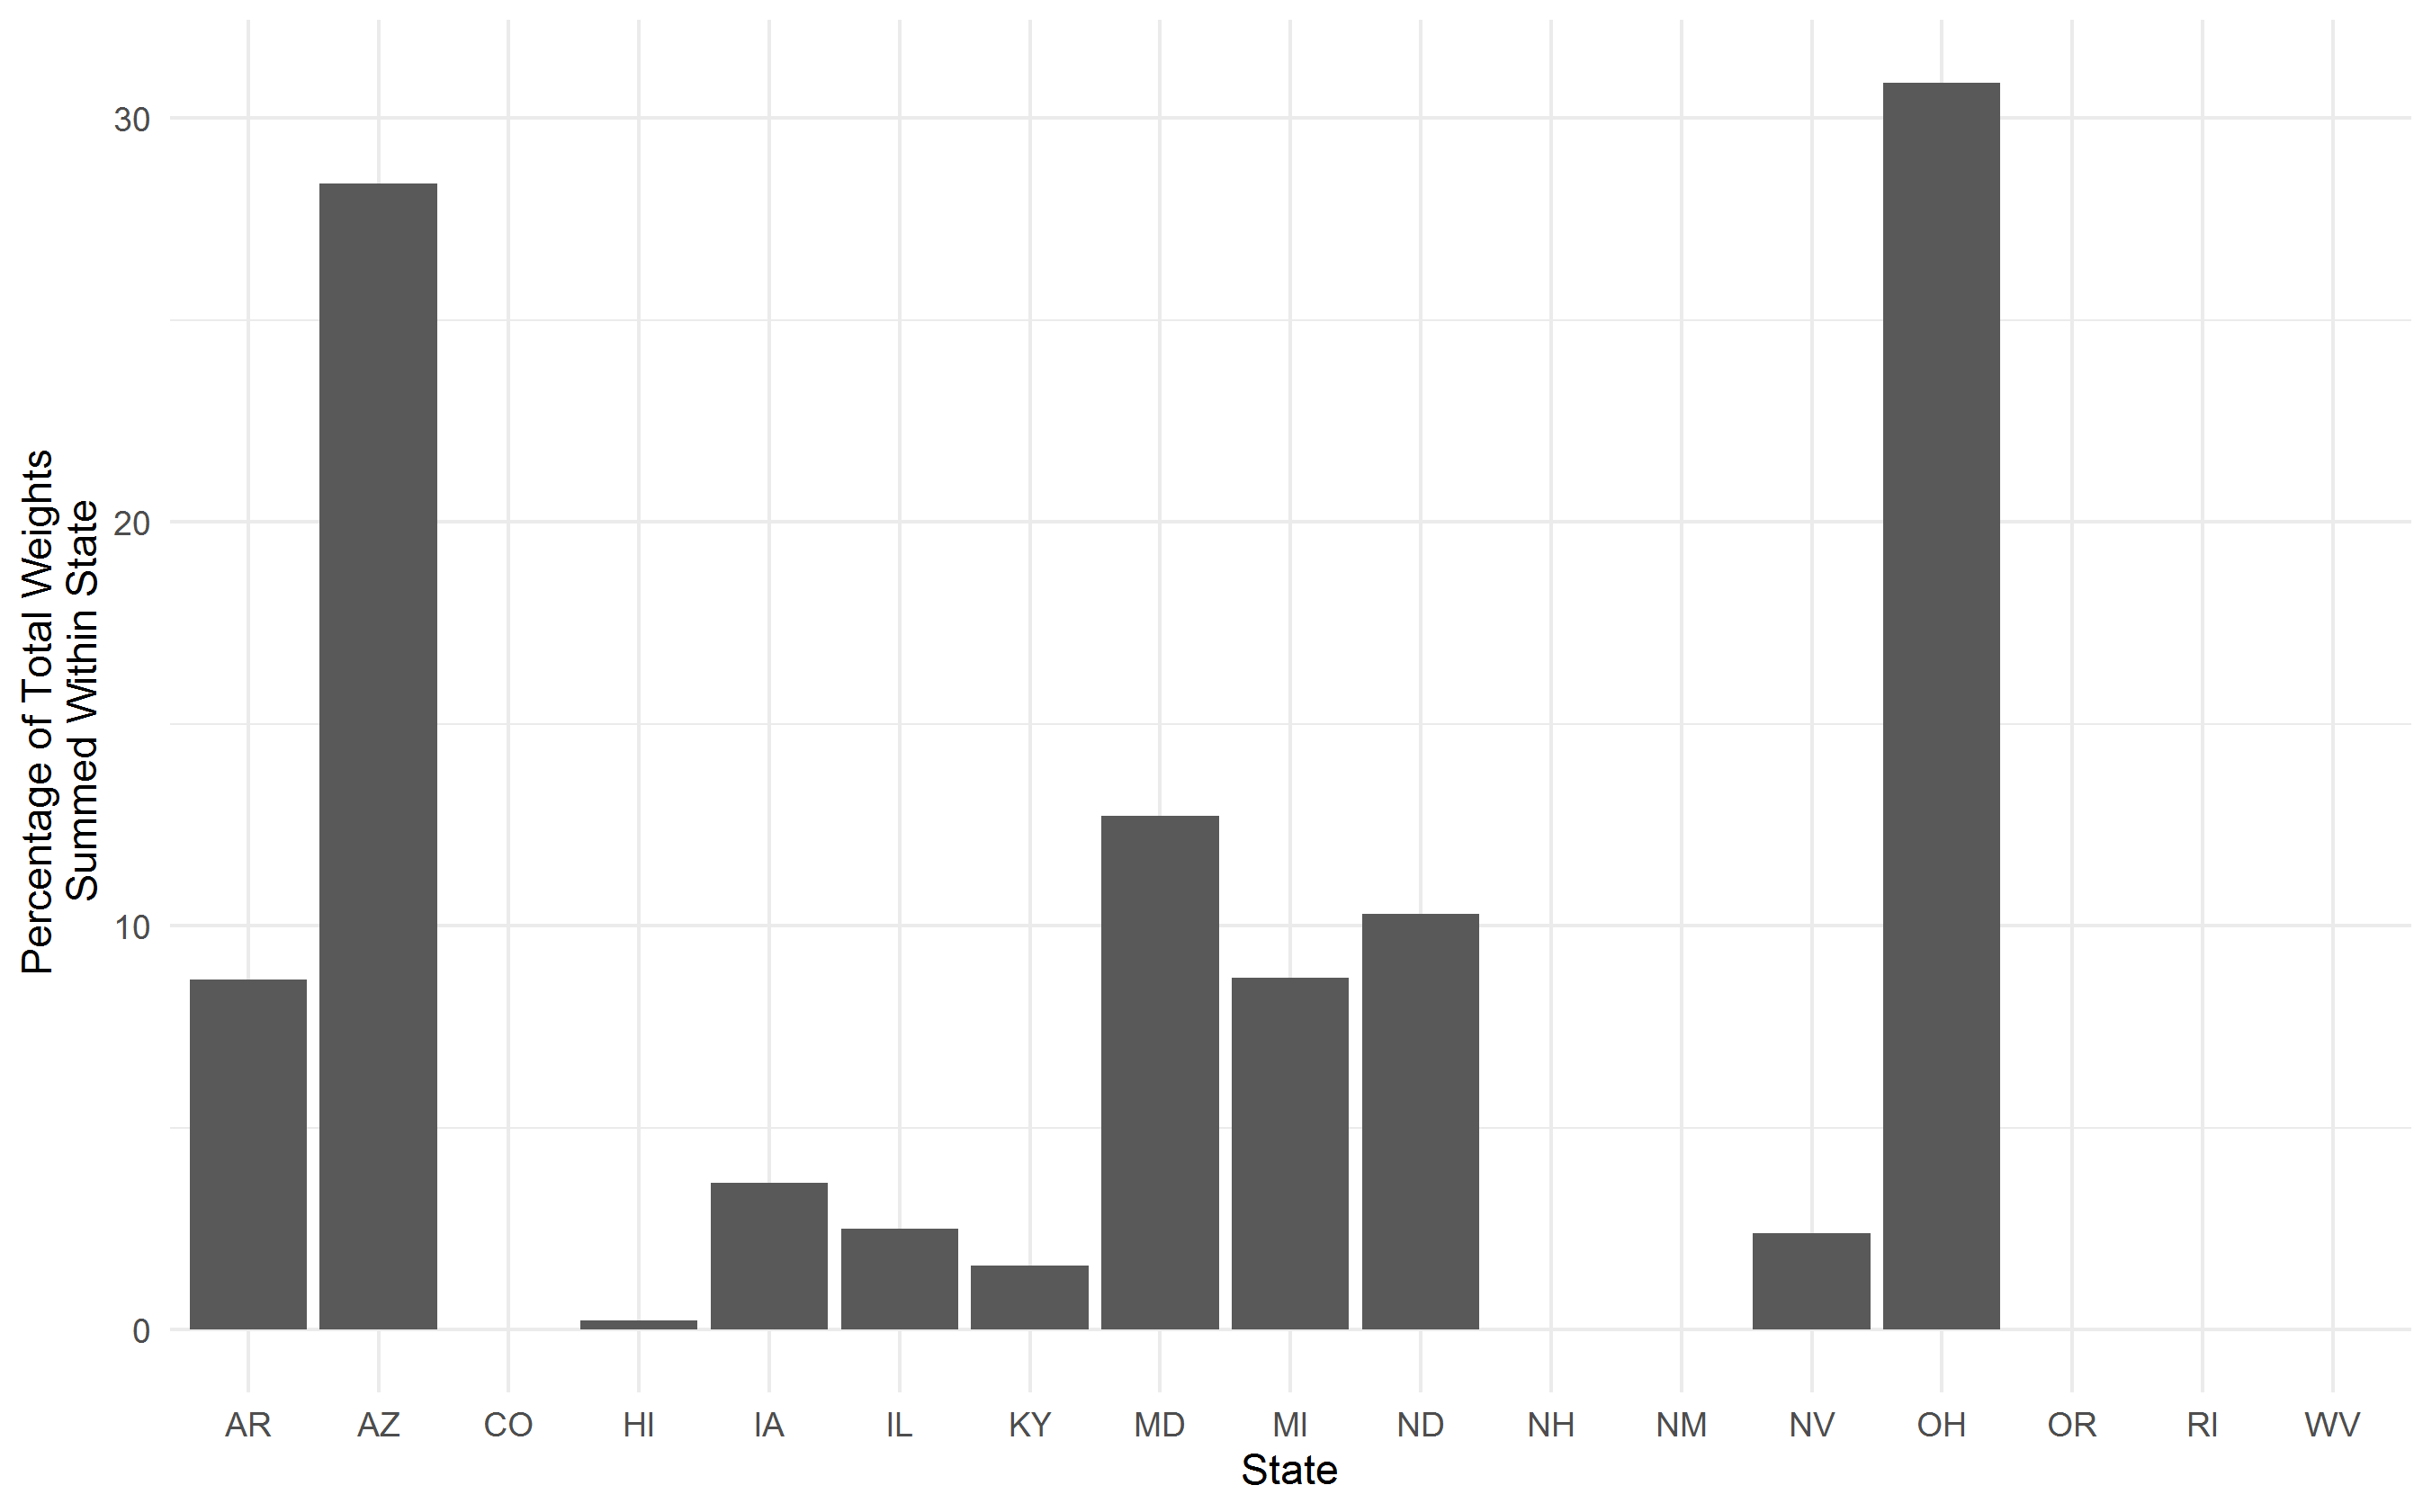 Percentage of Total Weights
Summed Within State
30
20
10
0
AR AZ CO HI IA IL KY MD MI ND NH NM NV OH OR RI WV
State